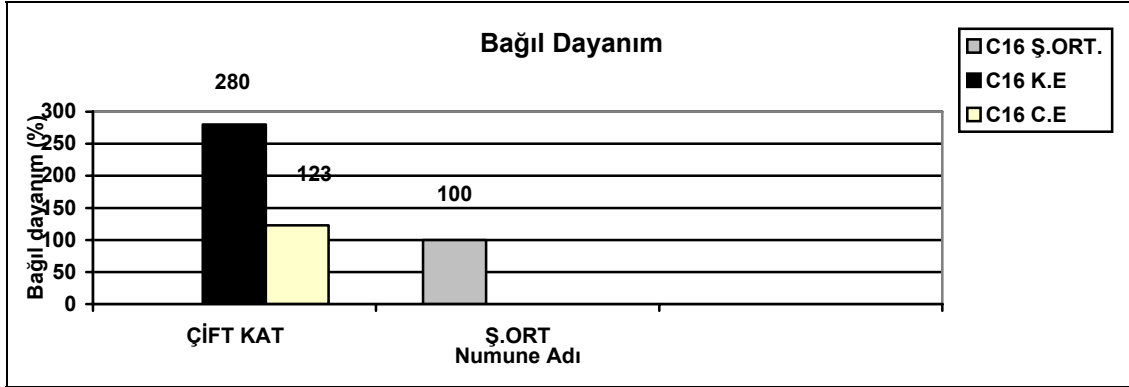 Bağıl Dayanım
C16 Ş.ORT.
C16 K.E
C16 C.E
280
123
100
Bağıl dayanım (%)
300
250
200
150
100
50
0
ÇİFT KAT
Ş.ORT
Numune Adı